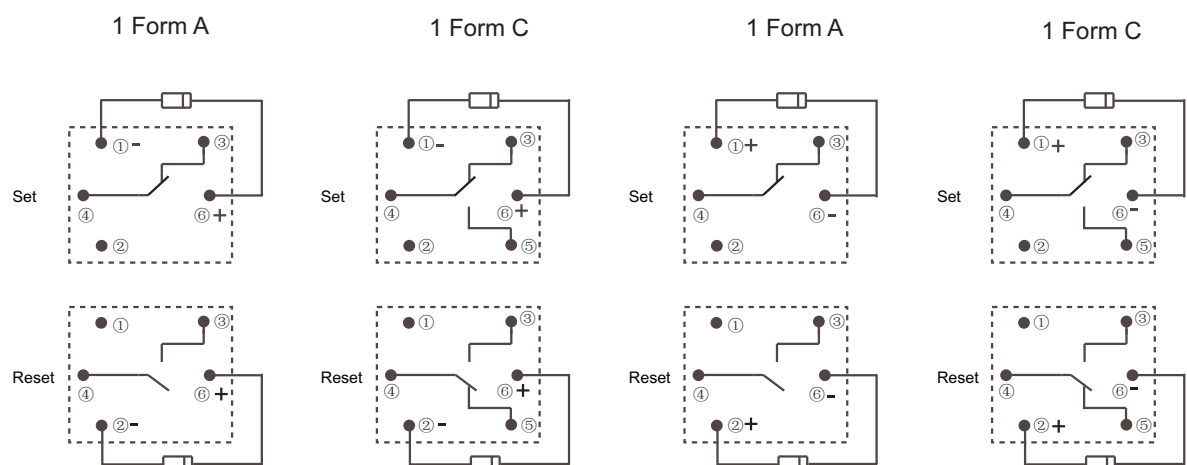 1 Form A 1 Form C 1 Form A 1 Form C
①- ③ ①- ③ ①+ ③ ①+ ③
Set Set Set Set
④ ⑥+ ④ ⑥+ ④ ⑥- ④ ⑥-
② ② ⑤ ② ② ⑤
① ③ ① ③ ① ③ ① ③
Reset Reset Reset Reset
④ ⑥+ ④ ⑥+ ④ ⑥- ④ ⑥-
②- ②- ⑤ ②+ ②+ ⑤